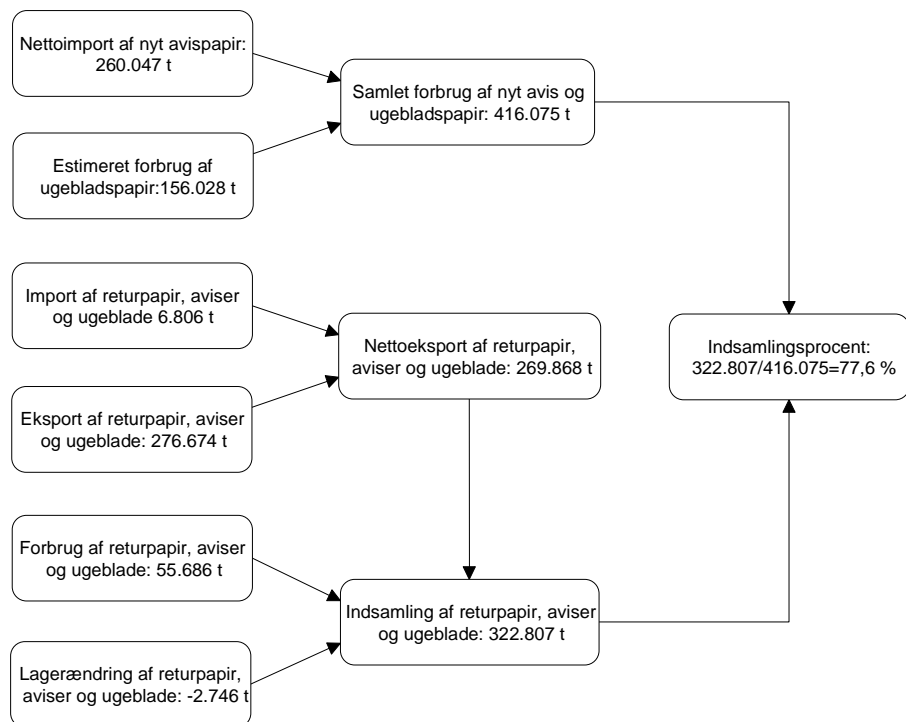 Nettoimport af nyt avispapir:
260.047 t
Samlet forbrug af nyt avis og
ugebladspapir: 416.075 t
Estimeret forbrug af
ugebladspapir:156.028 t
Import af returpapir, aviser
og ugeblade 6.806 t
Nettoeksport af returpapir,
aviser og ugeblade: 269.868 t
Indsamlingsprocent:
322.807/416.075=77,6 %
Eksport af returpapir, aviser
og ugeblade: 276.674 t
Forbrug af returpapir, aviser
og ugeblade: 55.686 t
Indsamling af returpapir, aviser
og ugeblade: 322.807 t
Lagerændring af returpapir,
aviser og ugeblade: -2.746 t